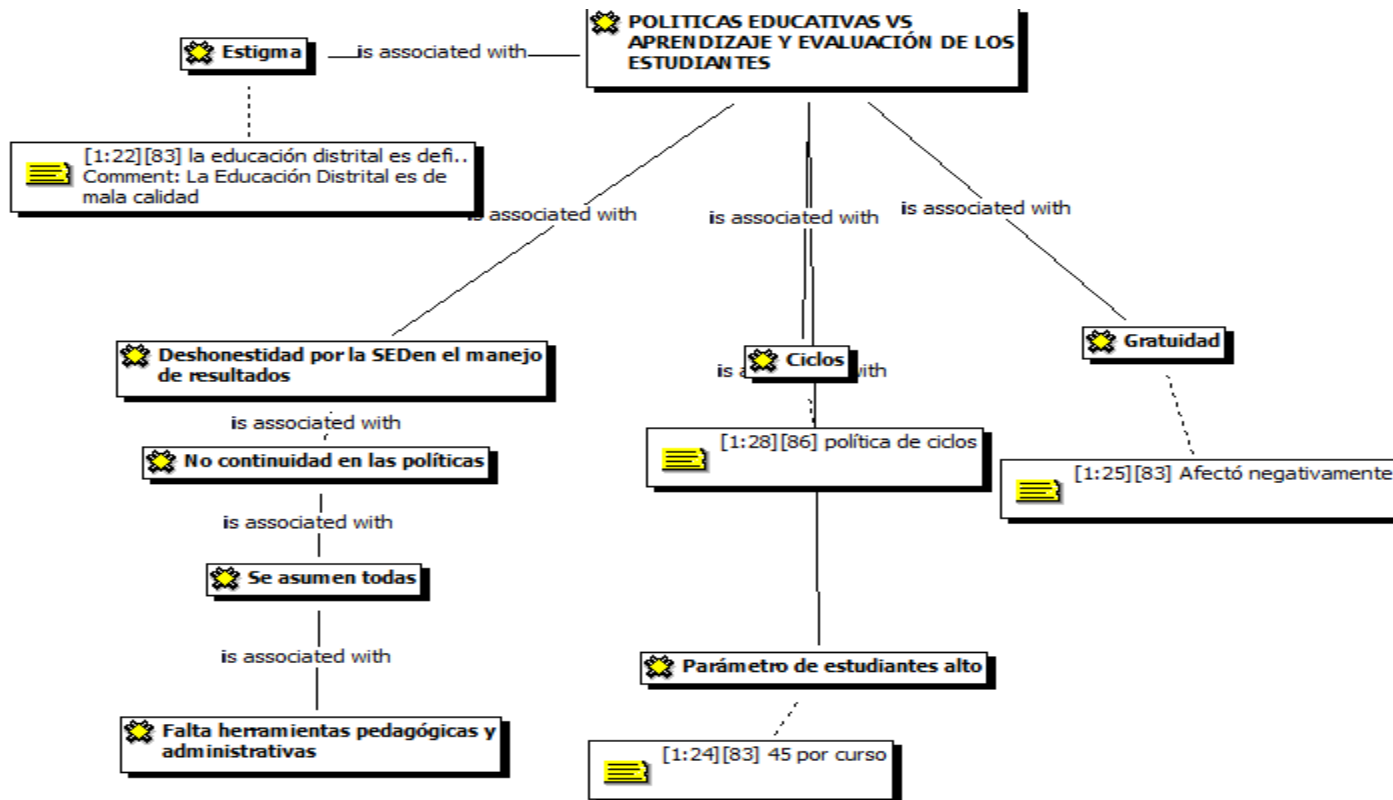 POLITICAS EDUCATIVAS VS
APRENDIZAJE Y EVALUACIÓN DE LOS
ESTUDIANTES
Estigma
is associated with
[1:22][83] la educación distrital es defi..
Comment: La Educación Distrital es de
mala calidad
is associated with
is associated with
is associated with
Deshonestidad por la SEDen el manejo
de resultados
Ciclos
Gratuidad
is a
with
is associated with
No continuidad en las políticas
[1:28][86] política de ciclos
[1:25][83] Afectó negativamente
is associated with
Se asumen todas
is associated with
Parámetro de estudiantes alto
Falta herramientas pedagógicas y
administrativas
[1:24][83] 45 por curso